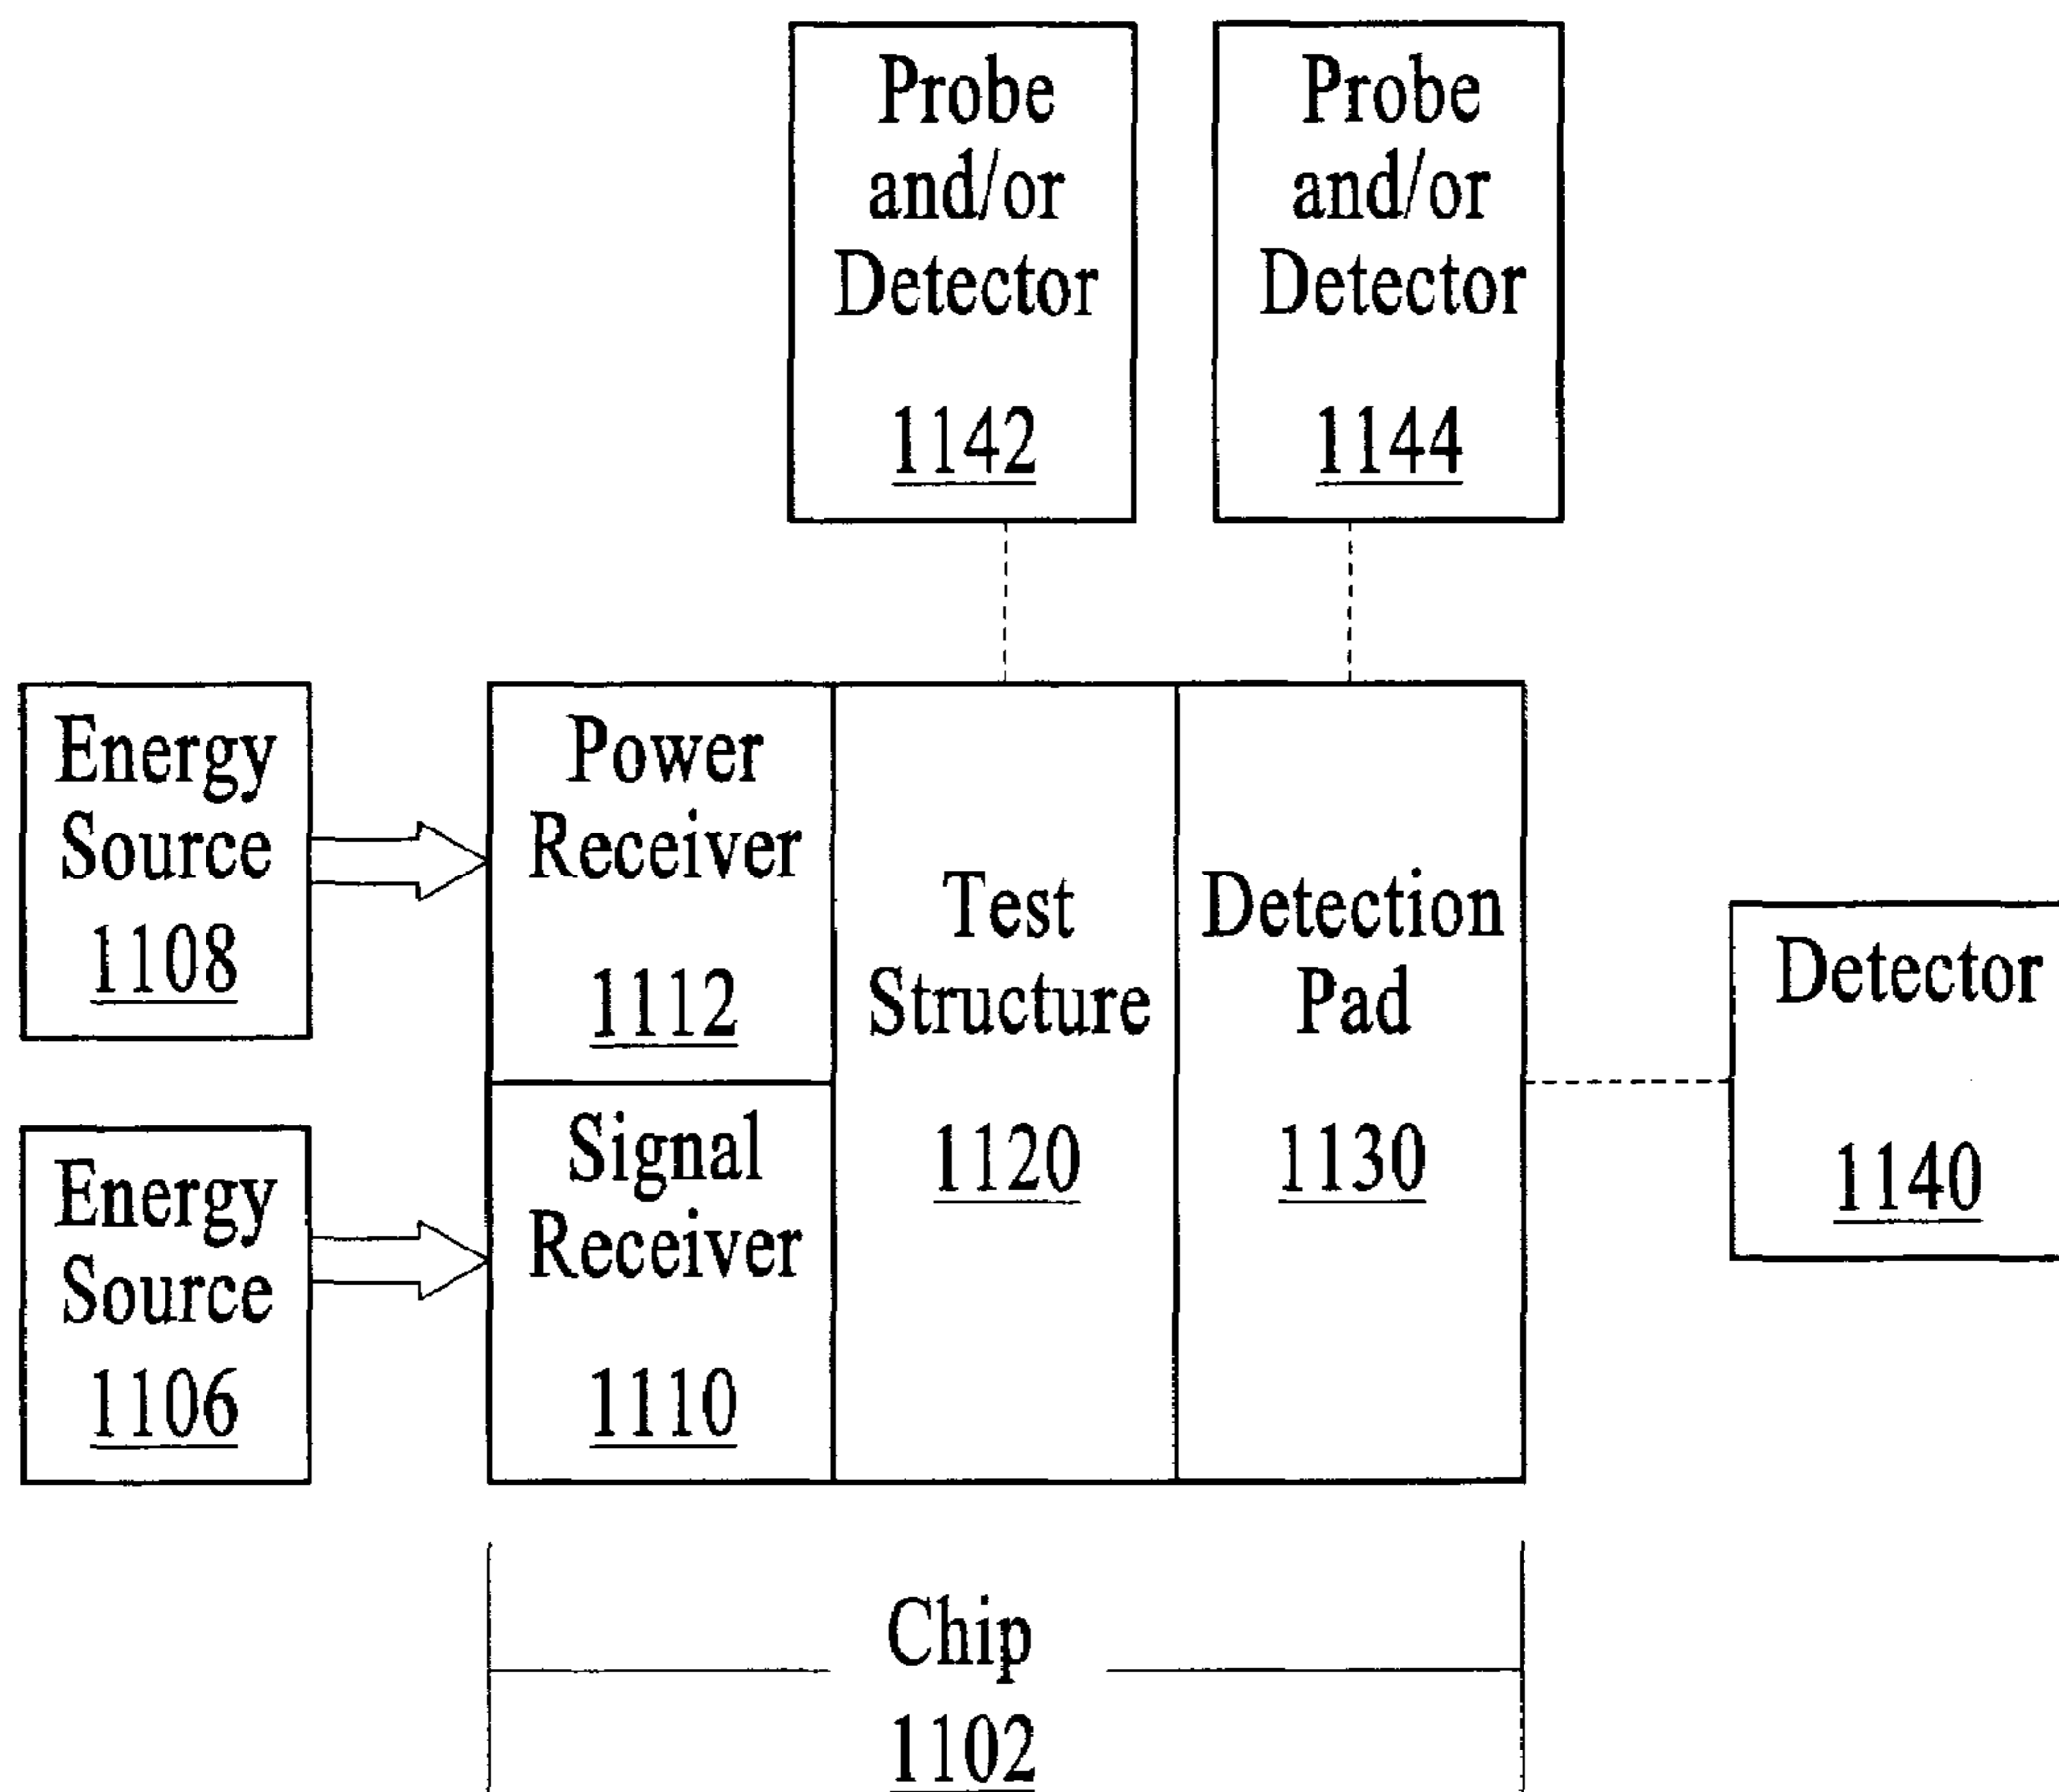 Probe
and/or
Detector
1142
Probe
and/or
Detector
1144
Energy
Source
1108
Power
Receiver
1112
Test
Structure
1120
Detection
Pad
1130
Detector
1140
Energy
Source
1106
Signal
Receiver
1110
Chip
1102